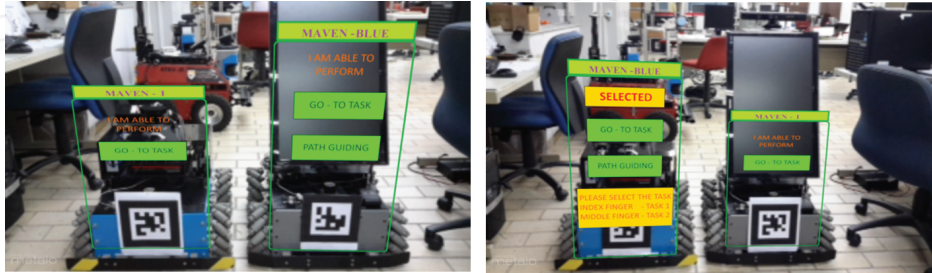 MAVEN - 1
I AM ABLE TO
PERFORM
GO - TO TASK
MAVEN -BLUE
I AM ABLE TO
PERFORM
GO - TO TASK
PATH GUIDING
metaio
MAVEN -BLUE
SELECTED
GO - TO TASK
PATH GUIDING
PLEASE SELECT THE TASK
INDEX FINGER - TASK 1
MIDDLE FINGER - TASK 2
MAVEN - 1
I AM ABLE TO
PERFORM
GO - TO TASK
metaio